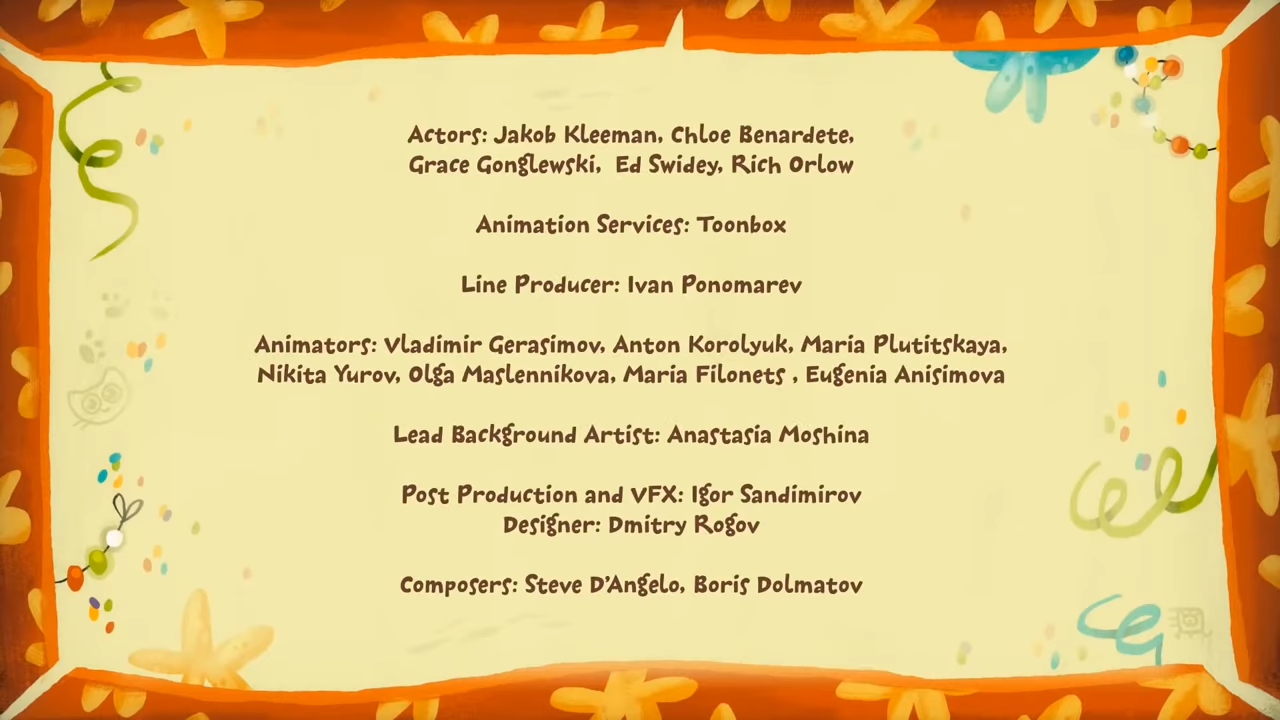 Actors: Jakob Kleeman, Chloe Benardete,
Grace Gonglewski,  Ed Swidey, Rich Orlow
Animation Services: Toonbox
Line Producer: Ivan Ponomarev
Animators: Vladimir Gerasimov, Anton Korolyuk, Maria Plutitskaya,
Nikita Yurov, Olga Maslennikova, Maria Filonets , Eugenia Anisimova
Lead Background Artist: Anastasia Moshina
Post Production and VFX: Igor Sandimirov
Designer: Dmitry Rogov
Composers: Steve D'Angelo, Boris Dolmatov